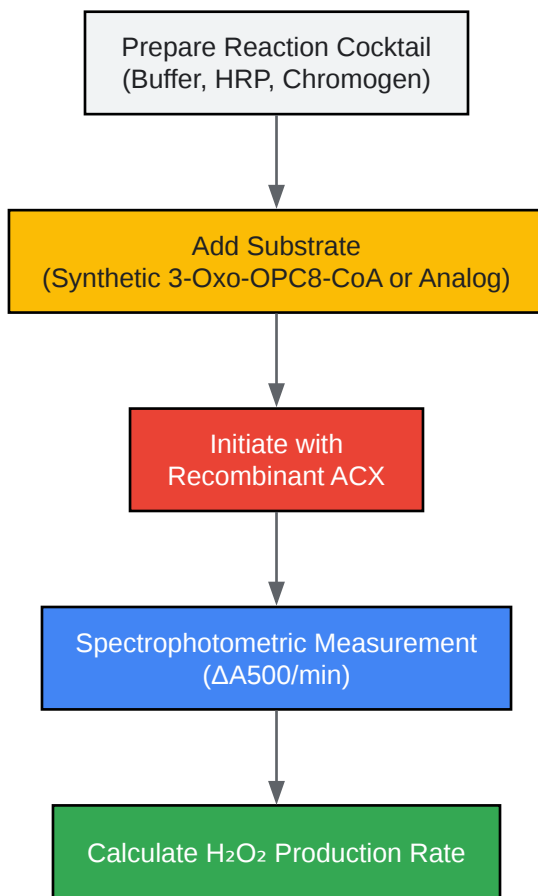 Prepare Reaction Cocktail
(Buffer, HRP, Chromogen)
Add Substrate
(Synthetic 3-Oxo-OPC8-CoA or Analog)
Initiate with
Recombinant ACX
Spectrophotometric Measurement
(ΔA500/min)
Calculate H₂O₂ Production Rate